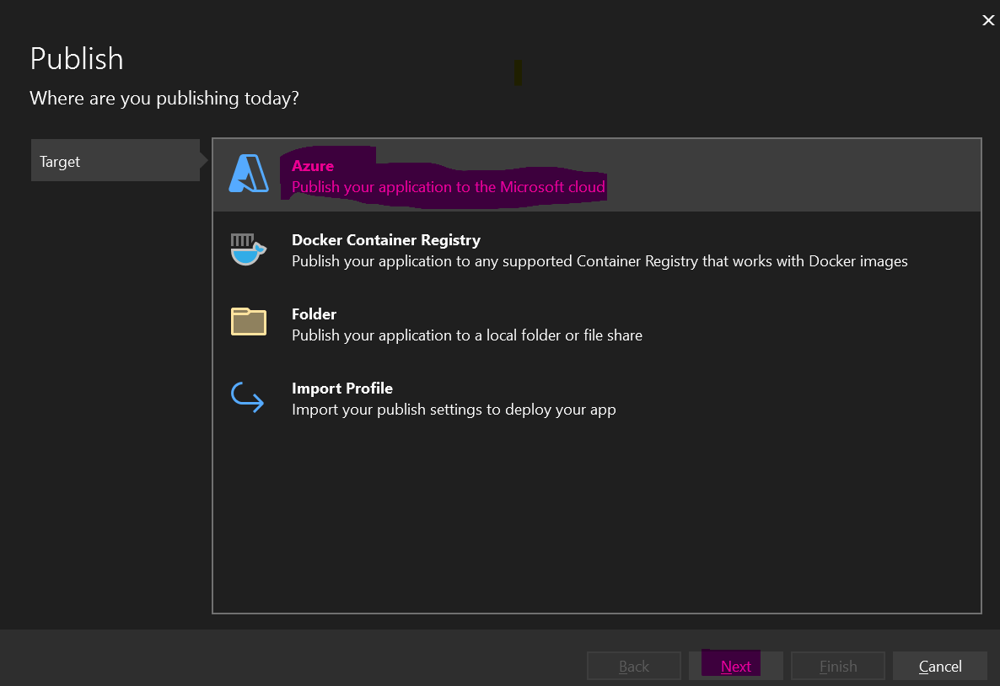 Publish
Where are you publishing today?
Target
Azure
Publish your application to the Microsoft cloud
Docker Container Registry
Publish your application to any supported Container Registry that works with Docker images
Folder
Publish your application to a local folder or file share
Import Profile
Import your publish settings to deploy your app
Back
Next
Finish
Cancel